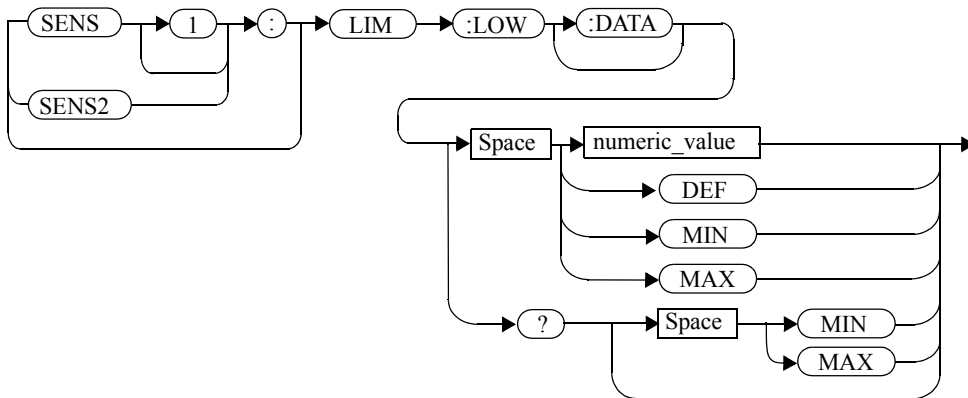 SENS 1 : LIM :LOW :DATA
SENS2
Space numeric_value
DEF
MIN
MAX
? Space MIN
MAX